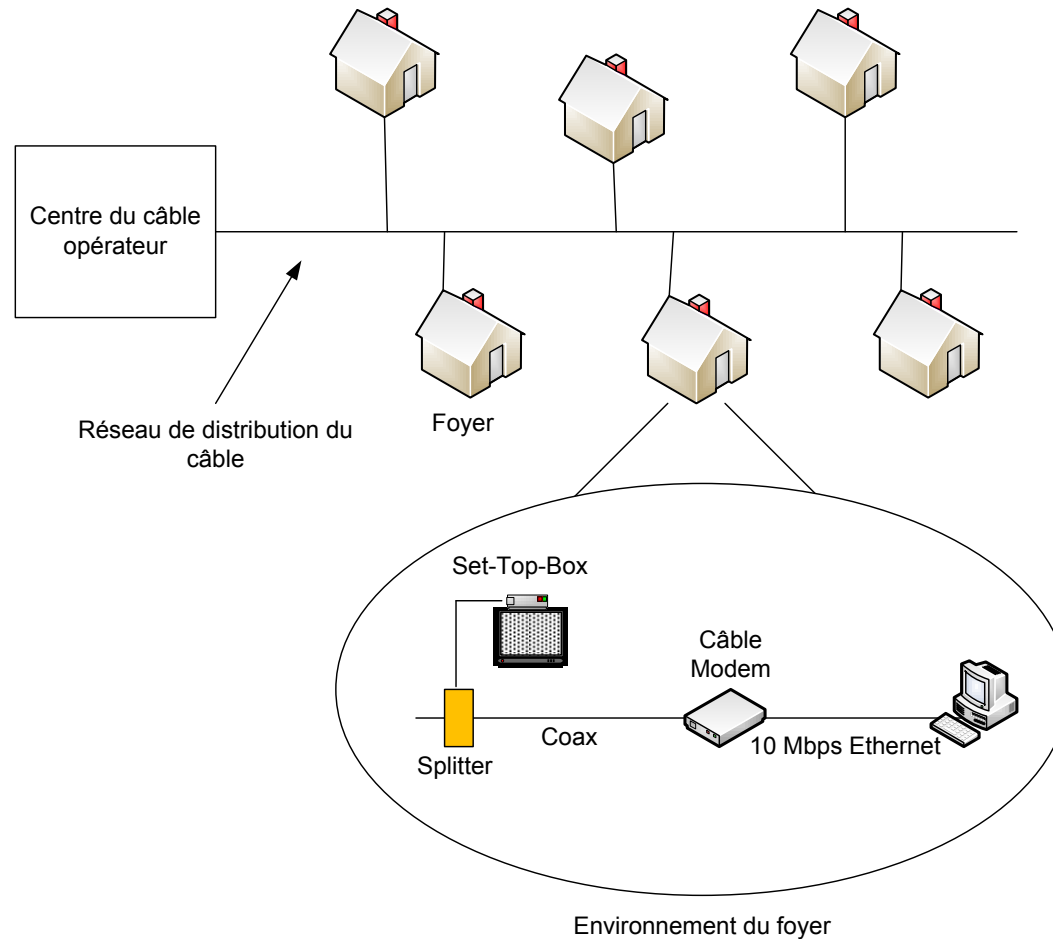 Centre du câble
opérateur
Réseau de distribution du
câble
Foyer
Set-Top-Box
Câble
Modem
Coax
10 Mbps Ethernet
Splitter
Environnement du foyer